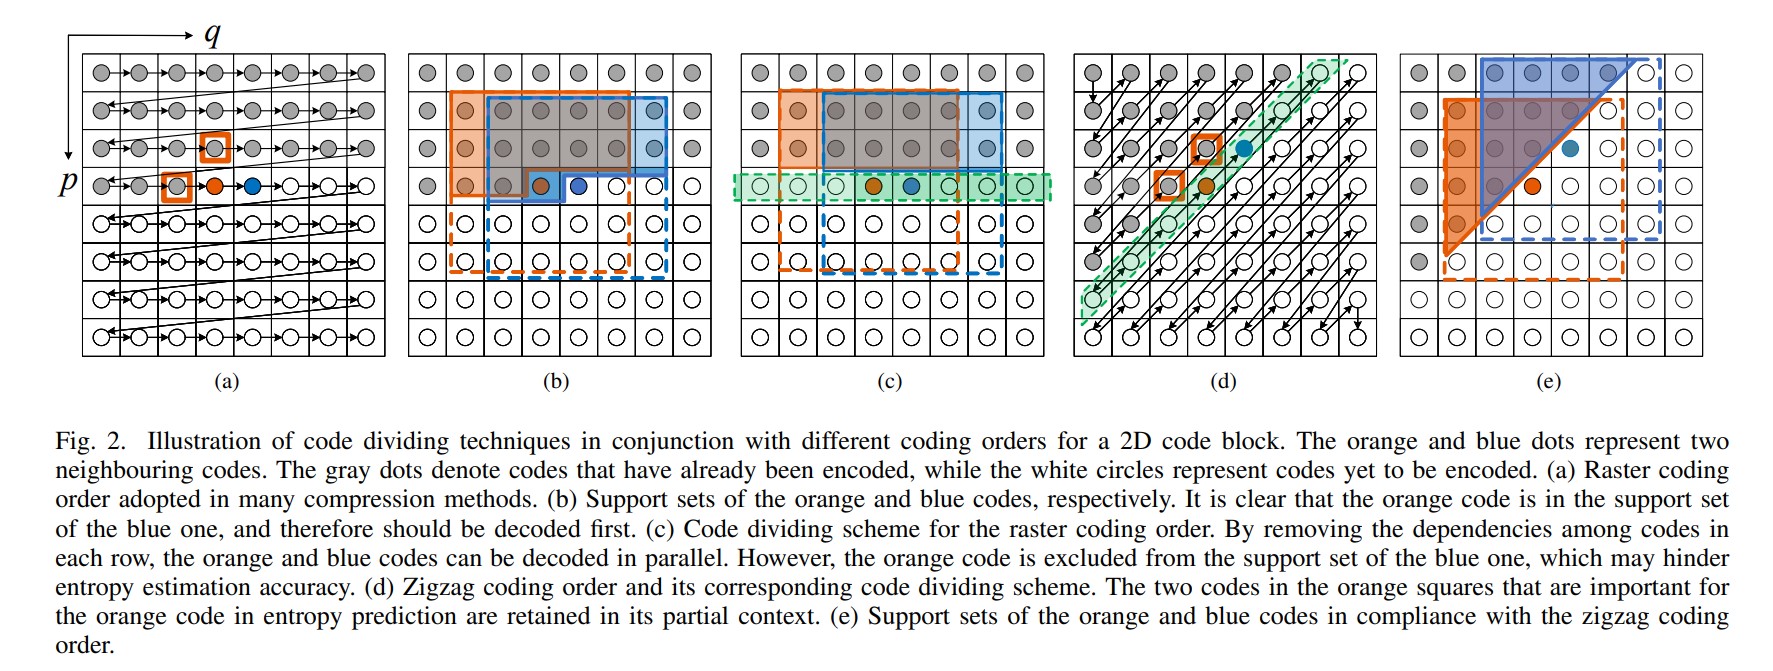 q
p
(a)
(b)
(c)
(d)
(e)
Fig. 2. Illustration of code dividing techniques in conjunction with different coding orders for a 2D code block. The orange and blue dots represent two
neighbouring codes. The gray dots denote codes that have already been encoded, while the white circles represent codes yet to be encoded. (a) Raster coding
order adopted in many compression methods. (b) Support sets of the orange and blue codes, respectively. It is clear that the orange code is in the support set
of the blue one, and therefore should be decoded first. (c) Code dividing scheme for the raster coding order. By removing the dependencies among codes in
each row, the orange and blue codes can be decoded in parallel. However, the orange code is excluded from the support set of the blue one, which may hinder
entropy estimation accuracy. (d) Zigzag coding order and its corresponding code dividing scheme. The two codes in the orange squares that are important for
the orange code in entropy prediction are retained in its partial context. (e) Support sets of the orange and blue codes in compliance with the zigzag coding
order.